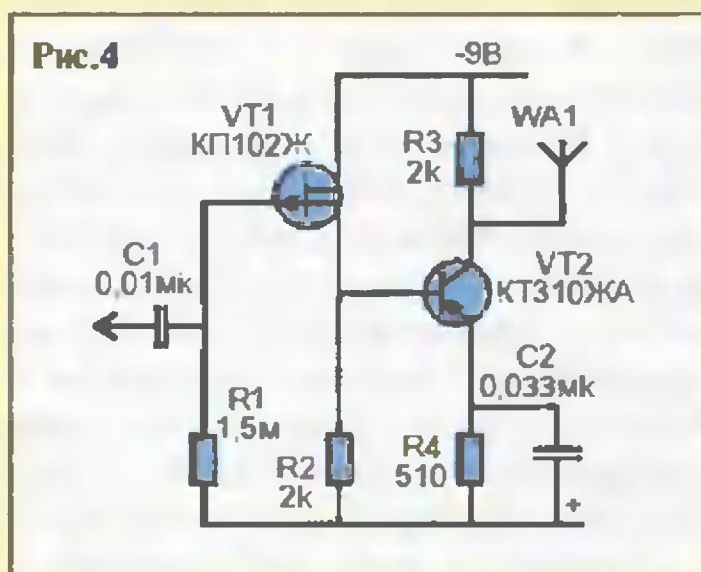 Рис.4
-9В
VT1
КП102Ж
R3
2k
WA1
C1
0,01мк
VT2
КТ310ЖА
C2
0,033мk
R1
1,5м
R2
2k
R4
510
+